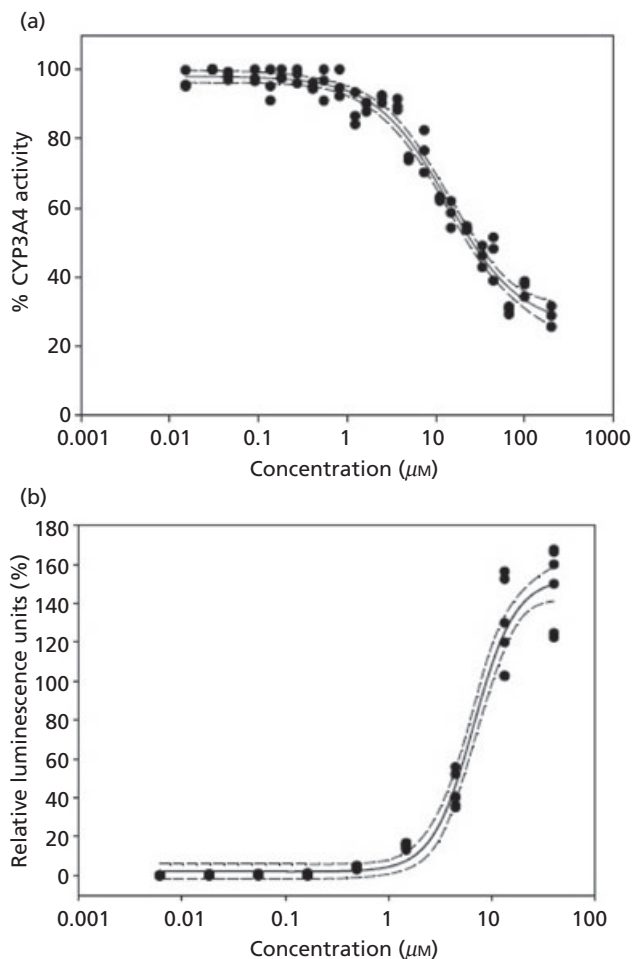 (a)
100
80
60
40
20
0
% CYP3A4 activity
0.001 0.01 0.1 1 10 100 1000
Concentration (μM)
(b)
180
160
140
120
100
80
60
40
20
0
Relative luminescence units (%)
0.001 0.01 0.1 1 10 100
Concentration (μM)